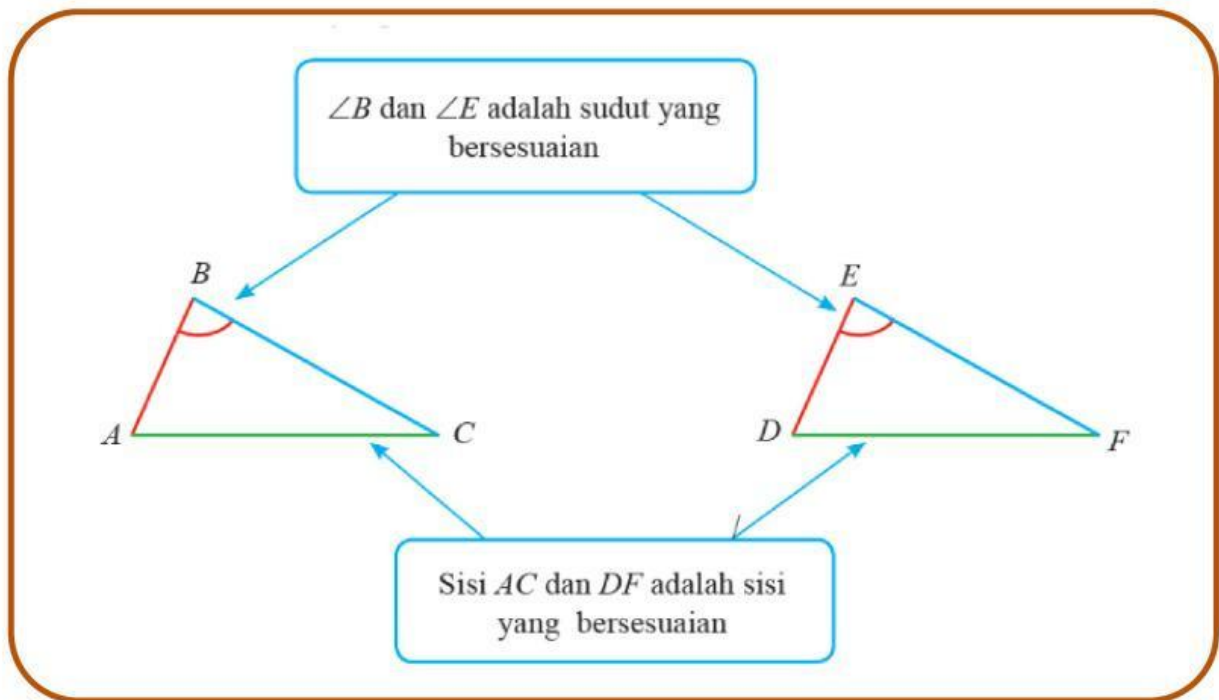 ∠B dan ∠E adalah sudut yang
bersesuaian
B
E
A
C
D
F
Sisi AC dan DF adalah sisi
yang bersesuaian